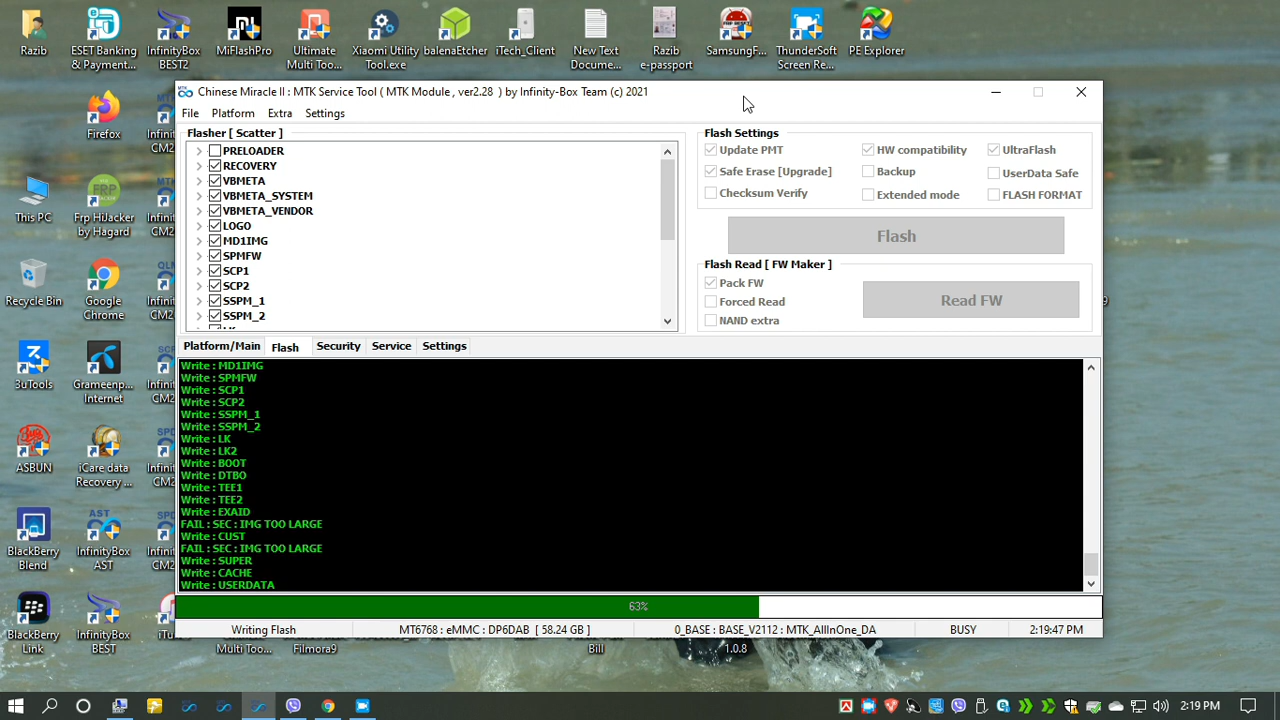 Razib
ESET Banking
& Payment...
InfinityBox
BEST2
MiFlashPro
Ultimate
Multi Too...
Xiaomi Utility
Tool.exe
balenaEtcher
iTech_Client
New Text
Docume...
Razib
e-passport
SamsungF...
ThunderSoft
Screen Re...
PE Explorer
Firefox
This PC
Frp HiJacker
by Hagard
Recycle Bin
Google
Chrome
3uTools
Grameenp...
Internet
ASBUN
iCare data
Recovery ...
BlackBerry
Blend
InfinityBox
AST
BlackBerry
Link
InfinityBox
BEST
Multi Too...
Filmora9
Bill
1.0.8
Chinese Miracle II : MTK Service Tool ( MTK Module , ver2.28 ) by Infinity-Box Team (c) 2021
File Platform Extra Settings
Flasher [ Scatter ]
PRELOADER
RECOVERY
VBMETA
VBMETA_SYSTEM
VBMETA_VENDOR
LOGO
MD1IMG
SPMFW
SCP1
SCP2
SSPM_1
SSPM_2
Flash Settings
Update PMT HW compatibility UltraFlash
Safe Erase [Upgrade] Backup UserData Safe
Checksum Verify Extended mode FLASH FORMAT
Flash
Flash Read [ FW Maker ]
Pack FW
Forced Read
NAND extra
Read FW
Platform/Main Flash Security Service Settings
Write : MD1IMG
Write : SPMFW
Write : SCP1
Write : SCP2
Write : SSPM_1
Write : SSPM_2
Write : LK
Write : LK2
Write : BOOT
Write : DTBO
Write : TEE1
Write : TEE2
Write : EXAID
FAIL : SEC : IMG TOO LARGE
Write : CUST
FAIL : SEC : IMG TOO LARGE
Write : SUPER
Write : CACHE
Write : USERDATA
63%
Writing Flash MT6768 : eMMC : DP6DAB [ 58.24 GB ] 0_BASE : BASE_V2112 : MTK_AllInOne_DA BUSY 2:19:47 PM
2:19 PM